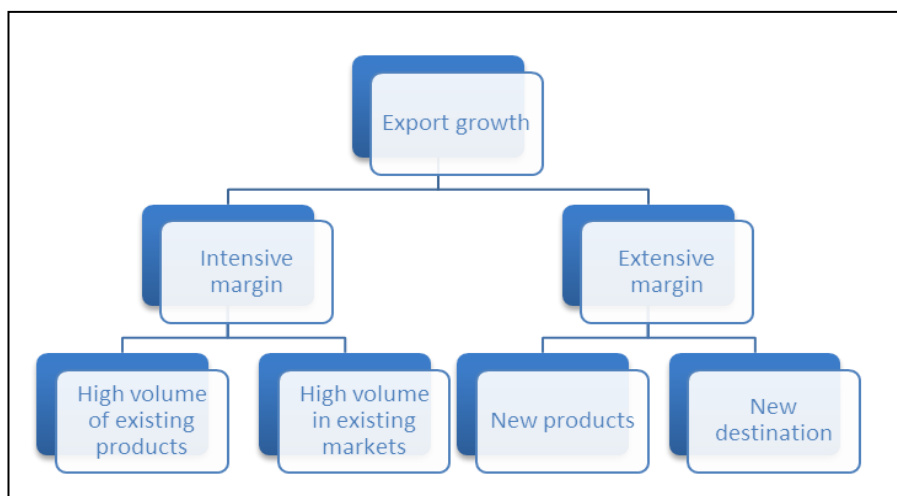 Export growth
Intensive
margin
Extensive
margin
High volume
of existing
products
High volume
in existing
markets
New products
New
destination